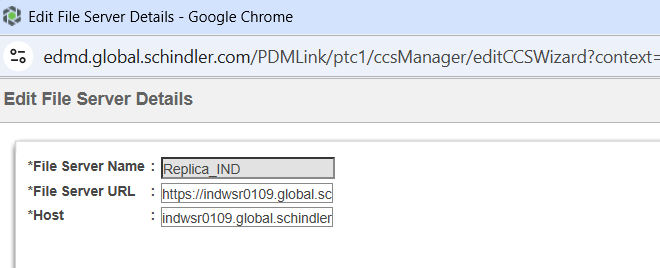 Edit File Server Details - Google Chrome
edmd.global.schindler.com/PDMLink/ptc1/ccsManager/editCCSWizard?context=
Edit File Server Details
*File Server Name : Replica_IND
*File Server URL : https://indwsr0109.global.sc
*Host : indwsr0109.global.schindler